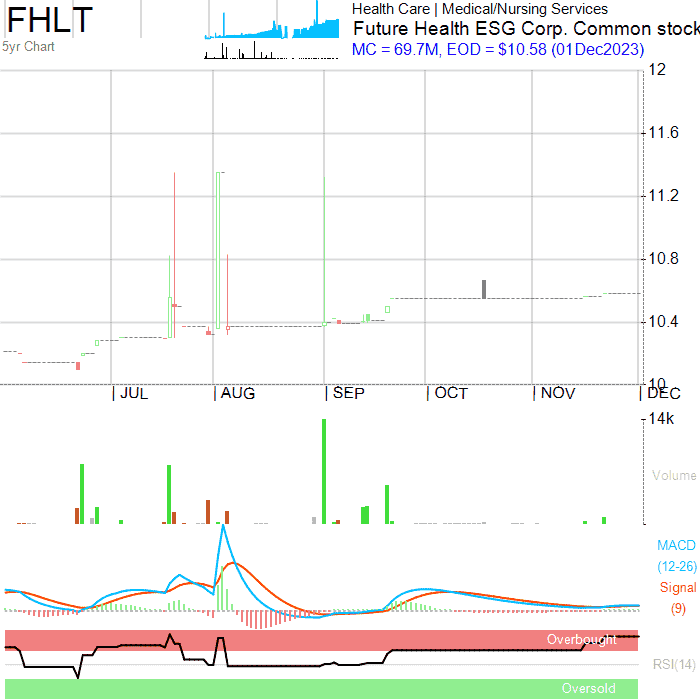 FHLT
5yr Chart
Health Care | Medical/Nursing Services
Future Health ESG Corp. Common stock
MC = 69.7M, EOD = $10.58 (01Dec2023)
12
11.6
11.2
10.8
10.4
10
JUL
AUG
SEP
OCT
NOV
DEC
14k
Volume
MACD
(12-26)
Signal
(9)
Overbought
RSI(14)
Oversold